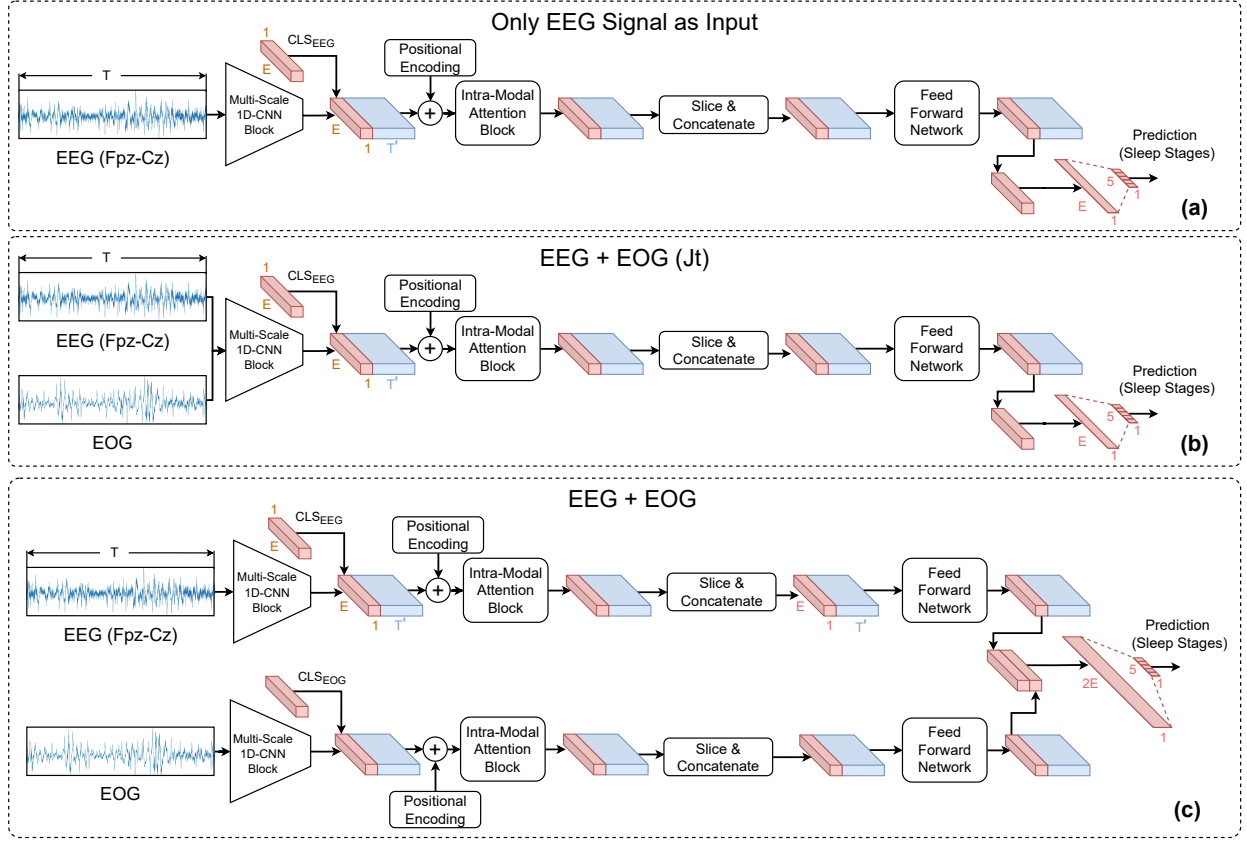 Only EEG Signal as Input
T
EEG (Fpz-Cz)
Multi-Scale
1D-CNN
Block
1
E
CLSEEG
E
1
T'
Positional
Encoding
+
Intra-Modal
Attention
Block
Slice &
Concatenate
Feed
Forward
Network
Prediction
(Sleep Stages)
5
1
E
1
(a)
EEG + EOG (Jt)
T
EEG (Fpz-Cz)
EOG
Multi-Scale
1D-CNN
Block
1
E
CLSEEG
E
1
T'
Positional
Encoding
+
Intra-Modal
Attention
Block
Slice &
Concatenate
Feed
Forward
Network
Prediction
(Sleep Stages)
5
1
E
1
(b)
EEG + EOG
T
EEG (Fpz-Cz)
Multi-Scale
1D-CNN
Block
1
E
CLSEEG
E
1
T'
Positional
Encoding
+
Intra-Modal
Attention
Block
Slice &
Concatenate
E
1
T'
Feed
Forward
Network
Prediction
(Sleep Stages)
5
1
2E
1
EOG
Multi-Scale
1D-CNN
Block
CLSEOG
+
Positional
Encoding
Intra-Modal
Attention
Block
Slice &
Concatenate
Feed
Forward
Network
(c)